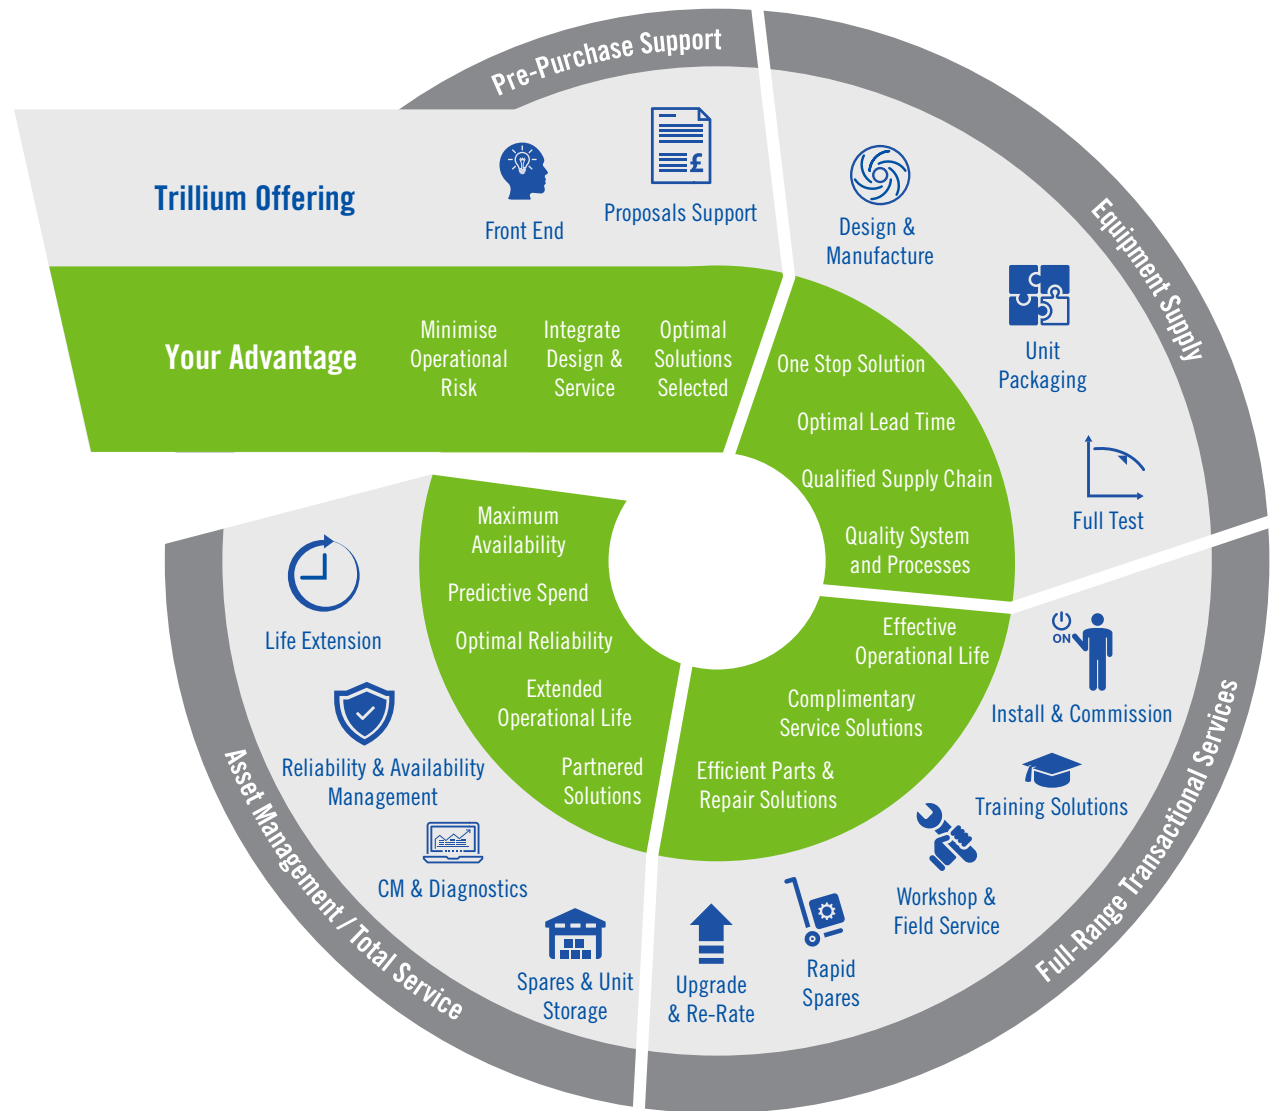 Pre-Purchase Support
Trillium Offering
Front End
£
Proposals Support
Your Advantage
Minimise
Operational
Risk
Integrate
Design &
Service
Optimal
Solutions
Selected
Equipment Supply
Design &
Manufacture
Unit
Packaging
Full Test
One Stop Solution
Optimal Lead Time
Qualified Supply Chain
Quality System
and Processes
Full-Range Transactional Services
ON
Install & Commission
Training Solutions
Workshop &
Field Service
Rapid
Spares
Upgrade
& Re-Rate
Effective
Operational Life
Complimentary
Service Solutions
Efficient Parts &
Repair Solutions
Asset Management / Total Service
Life Extension
Reliability & Availability
Management
CM & Diagnostics
Spares & Unit
Storage
Maximum
Availability
Predictive Spend
Optimal Reliability
Extended
Operational Life
Partnered
Solutions